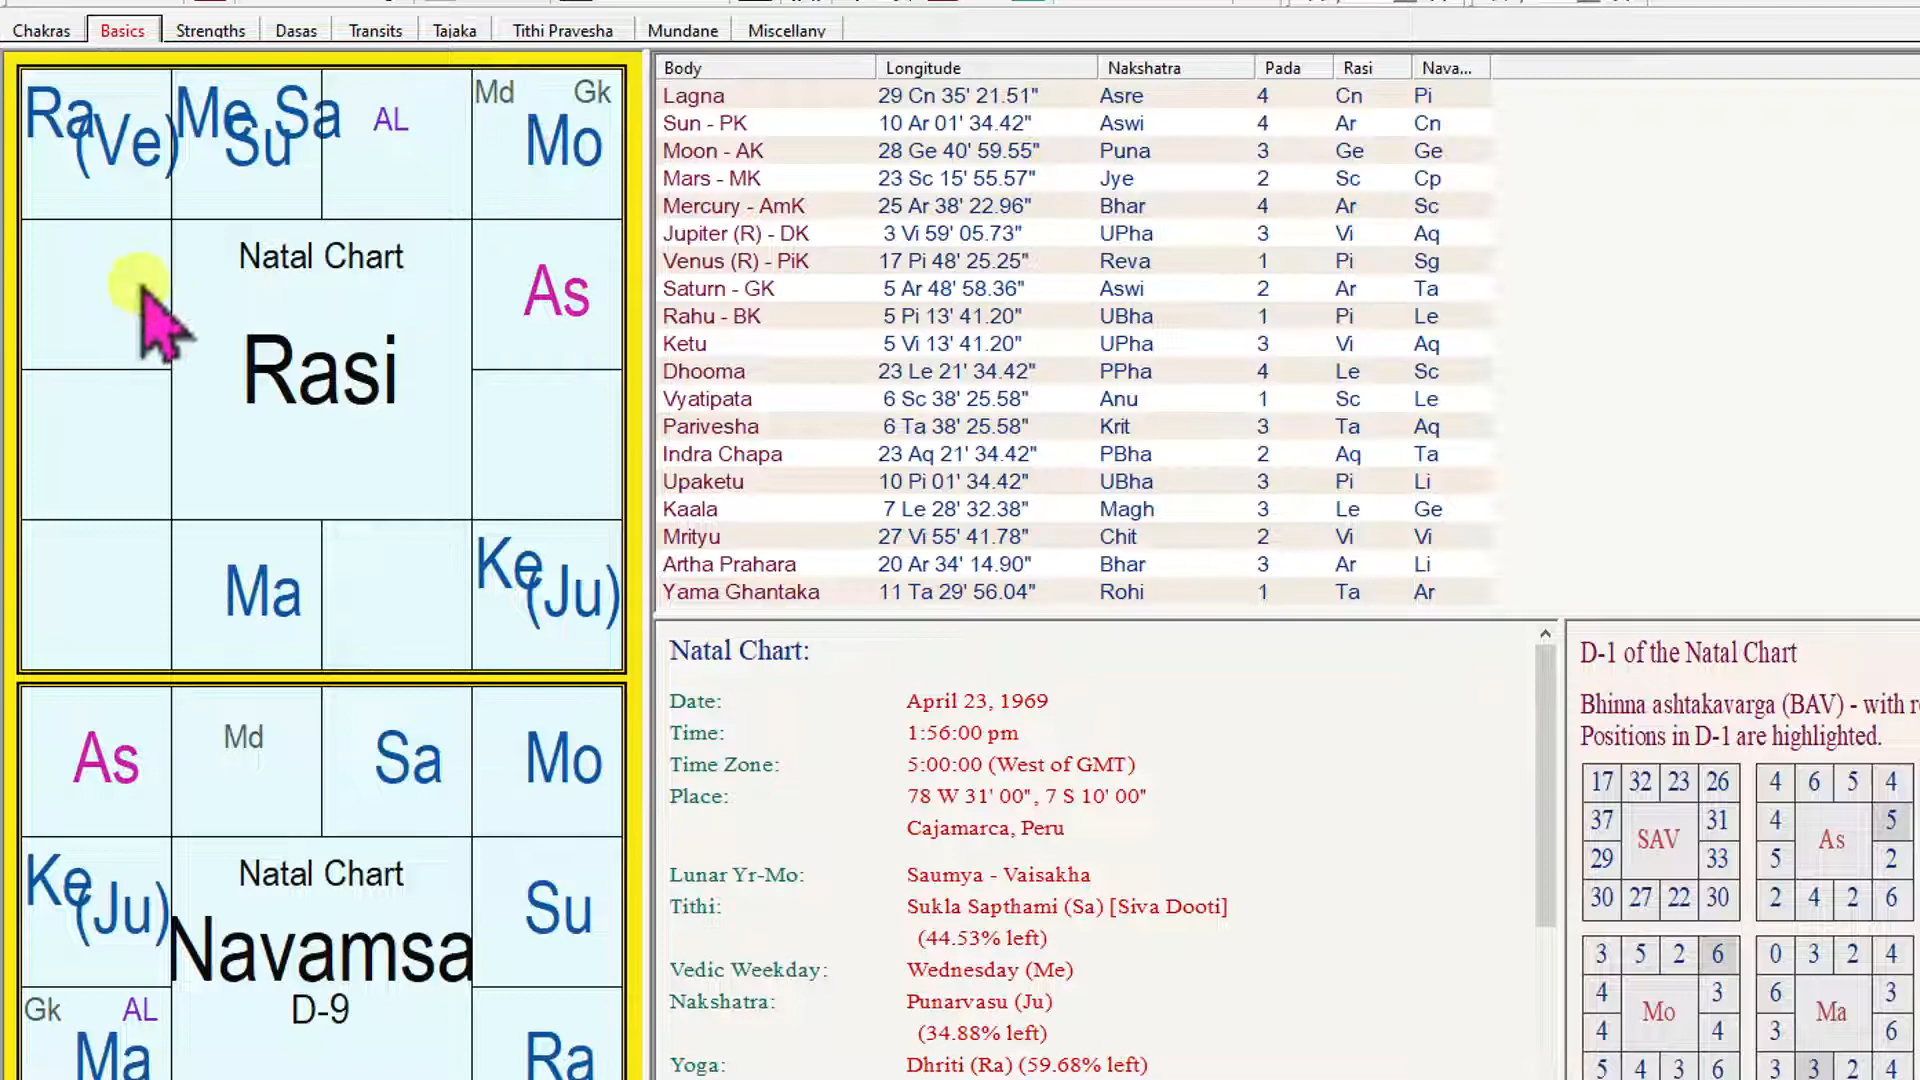 Chakras Basics Strengths Dasas Transits Tajaka Tithi Pravesha Mundane Miscellany
Ra (Ve) Me Su Sa AL Md Gk Mo
Natal Chart
As
Rasi
Ma Ke (Ju)
As Md Sa Mo
Natal Chart
Ke (Ju) Su
Navamsa
D-9
Gk AL
Ma Ra
Body Longitude Nakshatra Pada Rasi Nava...
Lagna 29 Cn 35' 21.51" Asre 4 Cn Pi
Sun - PK 10 Ar 01' 34.42" Aswi 4 Ar Cn
Moon - AK 28 Ge 40' 59.55" Puna 3 Ge Ge
Mars - MK 23 Sc 15' 55.57" Jye 2 Sc Cp
Mercury - AmK 25 Ar 38' 22.96" Bhar 4 Ar Sc
Jupiter (R) - DK 3 Vi 59' 05.73" UPha 3 Vi Aq
Venus (R) - PiK 17 Pi 48' 25.25" Reva 1 Pi Sg
Saturn - GK 5 Ar 48' 58.36" Aswi 2 Ar Ta
Rahu - BK 5 Pi 13' 41.20" UBha 1 Pi Le
Ketu 5 Vi 13' 41.20" UPha 3 Vi Aq
Dhooma 23 Le 21' 34.42" PPha 4 Le Sc
Vyatipata 6 Sc 38' 25.58" Anu 1 Sc Le
Parivesha 6 Ta 38' 25.58" Krit 3 Ta Aq
Indra Chapa 23 Aq 21' 34.42" PBha 2 Aq Ta
Upaketu 10 Pi 01' 34.42" UBha 3 Pi Li
Kaala 7 Le 28' 32.38" Magh 3 Le Ge
Mrityu 27 Vi 55' 41.78" Chit 2 Vi Vi
Artha Prahara 20 Ar 34' 14.90" Bhar 3 Ar Li
Yama Ghantaka 11 Ta 29' 56.04" Rohi 1 Ta Ar
Natal Chart:
Date: April 23, 1969
Time: 1:56:00 pm
Time Zone: 5:00:00 (West of GMT)
Place: 78 W 31' 00", 7 S 10' 00"
Cajamarca, Peru
Lunar Yr-Mo: Saumya - Vaisakha
Tithi: Sukla Sapthami (Sa) [Siva Dooti]
(44.53% left)
Vedic Weekday: Wednesday (Me)
Nakshatra: Punarvasu (Ju)
(34.88% left)
Yoga: Dhriti (Ra) (59.68% left)
D-1 of the Natal Chart
Bhinna ashtakavarga (BAV) - with r
Positions in D-1 are highlighted.
17 32 23 26 4 6 5 4
37 SAV 31 4 As 5
29 33 5 2
30 27 22 30 2 4 2 6
3 5 2 6 0 3 2 4
4 Mo 3 6 Ma 3
4 4 3 6
5 4 3 6 3 3 2 4